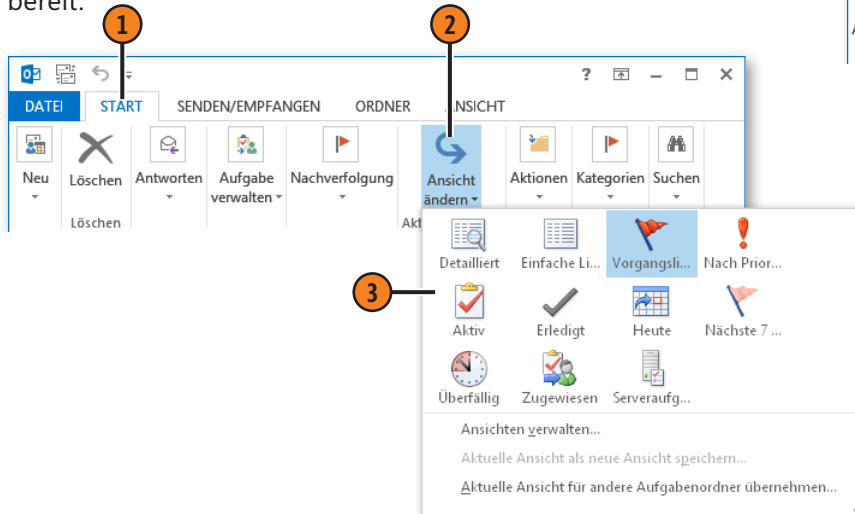 bereit.
1
2
DATEI START SENDEN/EMPFANGEN ORDNER ANSICHT
Neu Löschen Antworten Aufgabe verwalten Nachverfolgung Ansicht ändern Aktionen Kategorien Suchen
Löschen Akt
Detailliert Einfache Li... Vorgangsli... Nach Prior...
3
Aktiv Erledigt Heute Nächste 7 ...
Überfällig Zugewiesen Serveraufg...
Ansichten verwalten...
Aktuelle Ansicht als neue Ansicht speichern...
Aktuelle Ansicht für andere Aufgabenordner übernehmen...